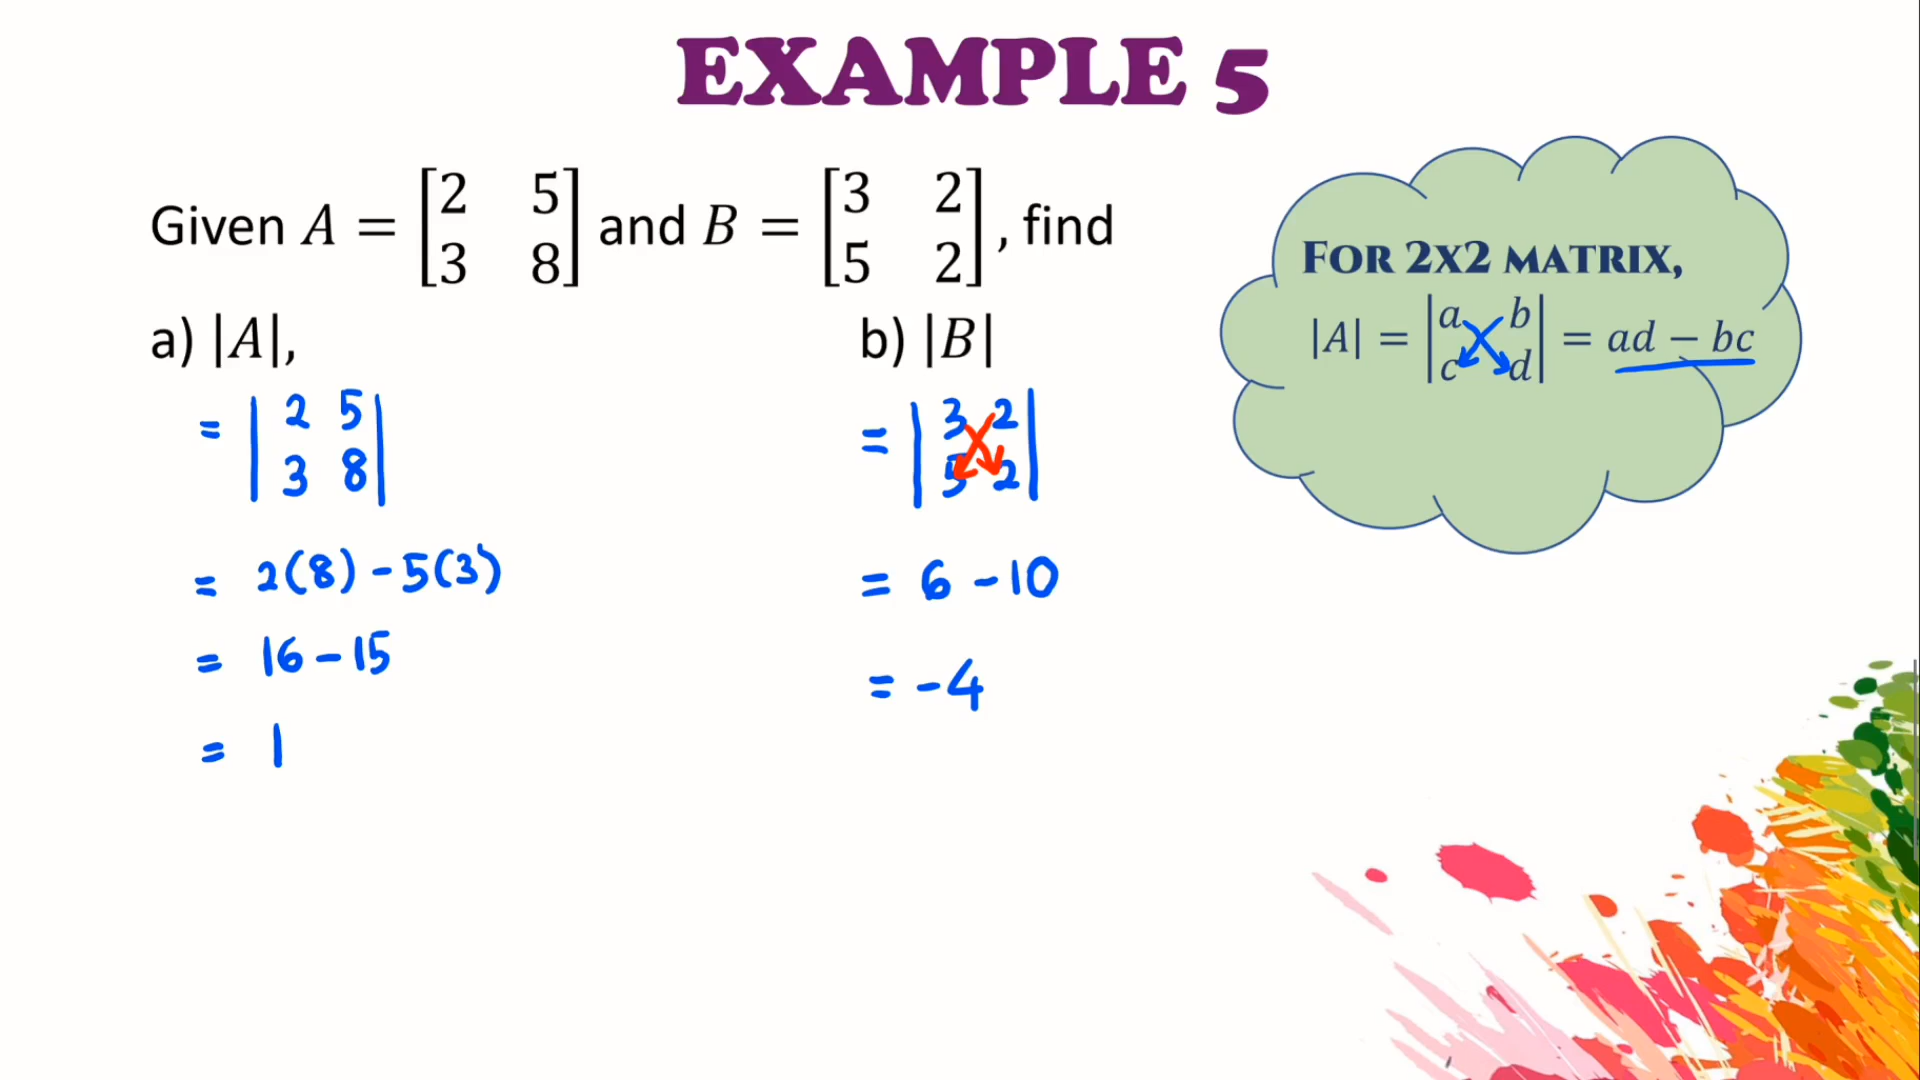 EXAMPLE 5
Given A = [2 5
3 8] and B = [3 2
5 2], find
a) |A|,
= |2 5
3 8|
= 2(8) - 5(3)
= 16 - 15
= 1
b) |B|
= |3 2
5 2|
= 6 - 10
= -4
FOR 2X2 MATRIX,
|A| = |a b
c d| = ad − bc